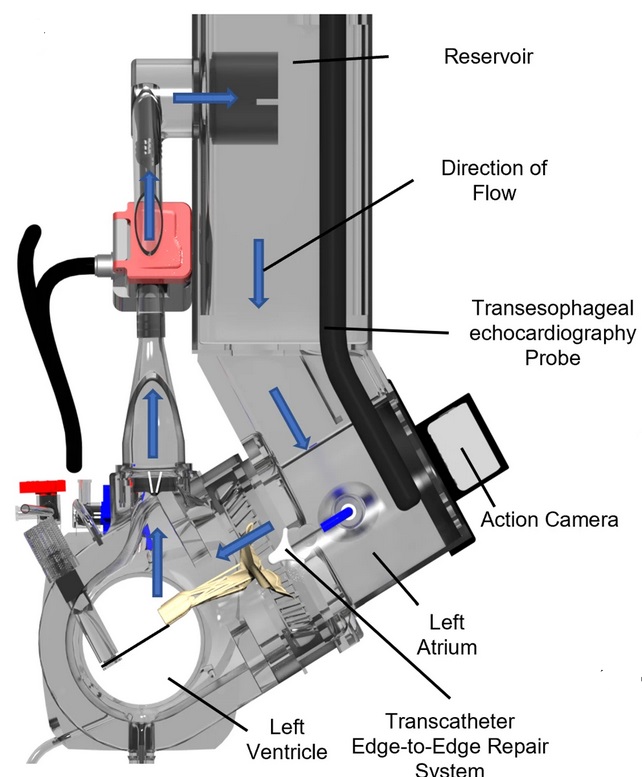 Reservoir
Direction of
Flow
Transesophageal
echocardiography
Probe
Action Camera
Left
Atrium
Left
Ventricle
Transcatheter
Edge-to-Edge Repair
System